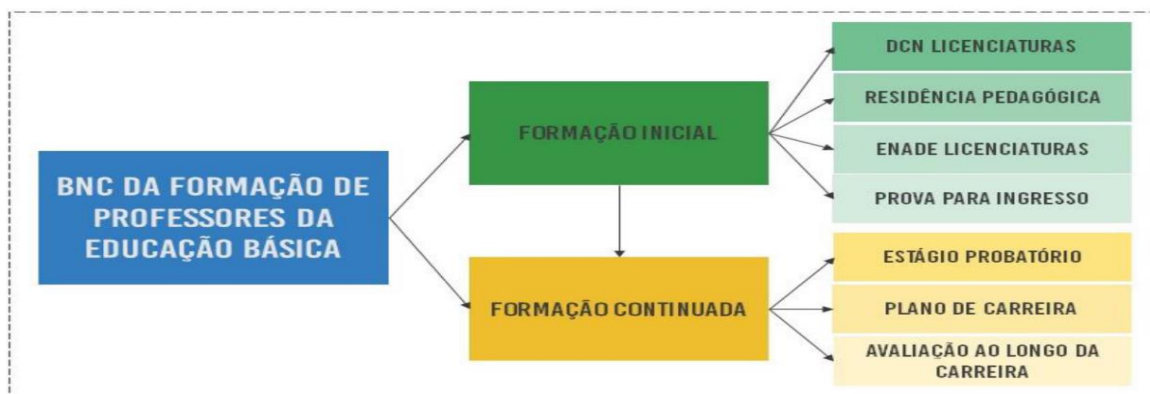 BNC DA FORMAÇÃO DE
PROFESSORES DA
EDUCAÇÃO BÁSICA
FORMAÇÃO INICIAL
DCN LICENCIATURAS
RESIDÊNCIA PEDAGÓGICA
ENADE LICENCIATURAS
PROVA PARA INGRESSO
FORMAÇÃO CONTINUADA
ESTÁGIO PROBATÓRIO
PLANO DE CARREIRA
AVALIAÇÃO AO LONGO DA
CARREIRA